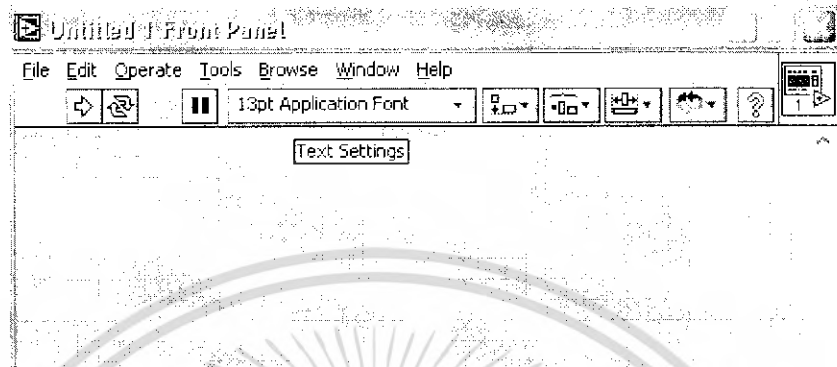 Untitled 1 Front Panel
File Edit Operate Tools Browse Window Help
13pt Application Font
1
Text Settings